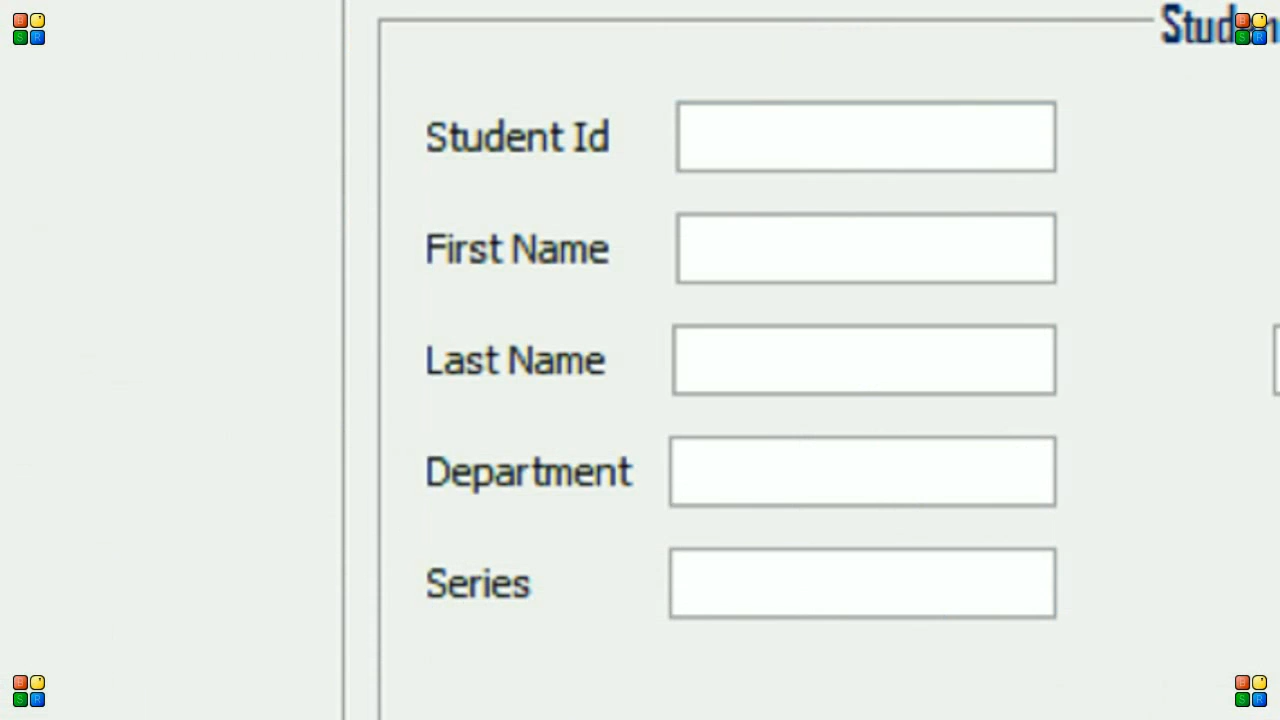 Student Id
First Name
Last Name
Department
Series